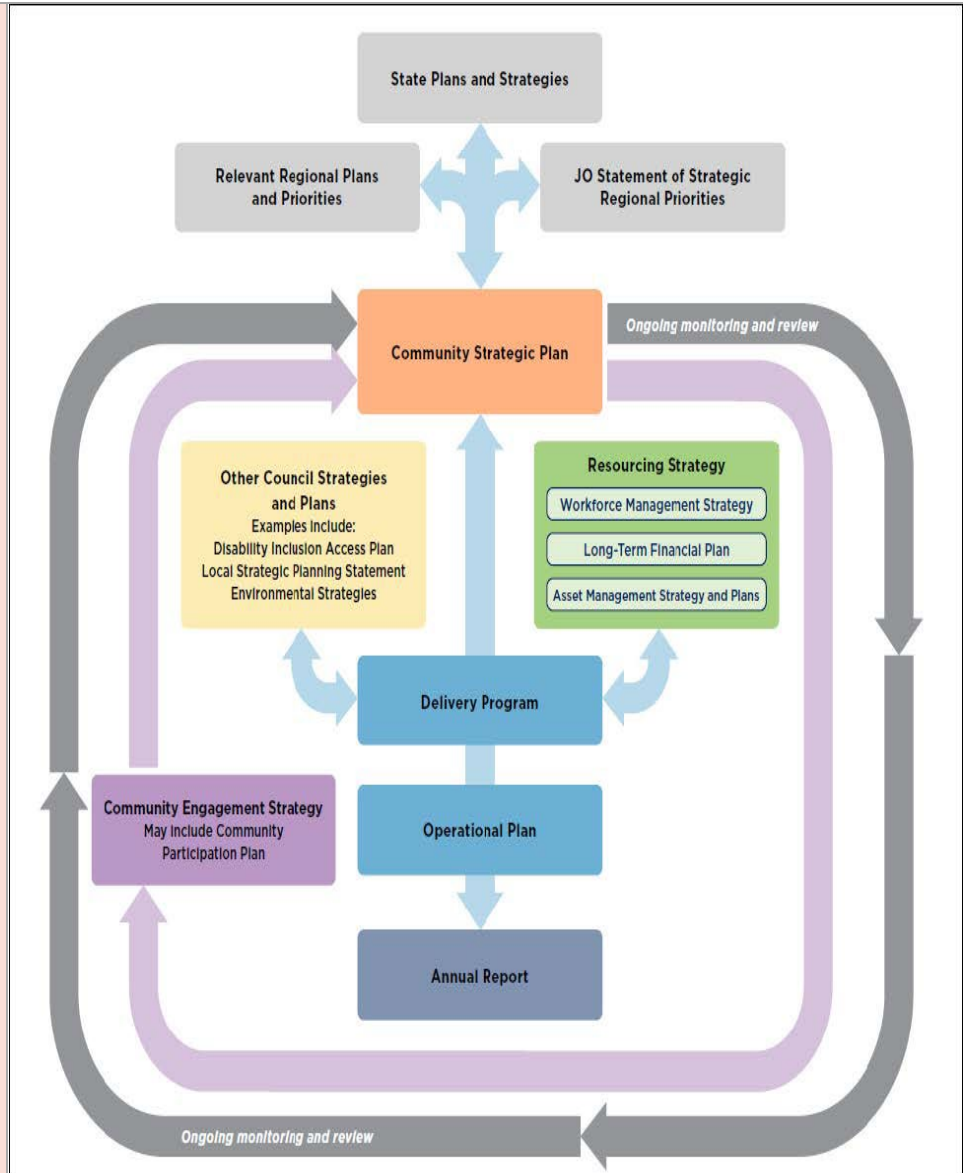 State Plans and Strategies
Relevant Regional Plans
and Priorities
JO Statement of Strategic
Regional Priorities
Community Strategic Plan
Ongoing monitoring and review
Other Council Strategies
and Plans
Examples include:
Disability Inclusion Access Plan
Local Strategic Planning Statement
Environmental Strategies
Resourcing Strategy
Workforce Management Strategy
Long-Term Financial Plan
Asset Management Strategy and Plans
Delivery Program
Community Engagement Strategy
May include Community
Participation Plan
Operational Plan
Annual Report
Ongoing monitoring and review